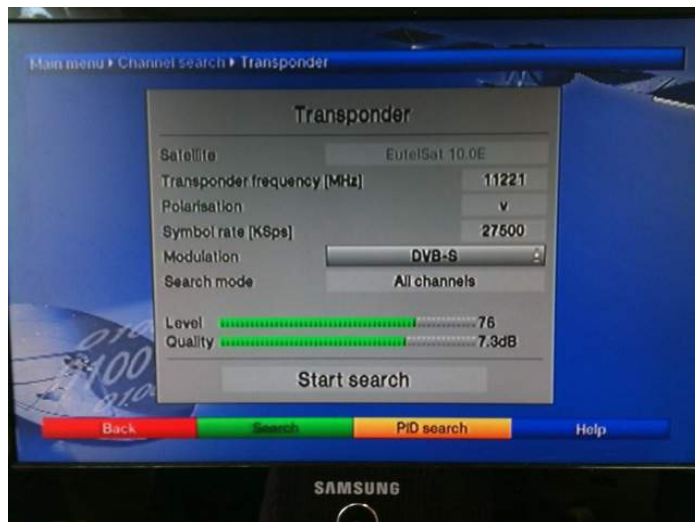 Main menu ▸ Channel search ▸ Transponder
Transponder
Satellite EutelSat 10.0E
Transponder frequency [MHz] 11221
Polarisation v
Symbol rate [KSps] 27500
Modulation DVB-S
Search mode All channels
Level 76
Quality 7.3dB
Start search
Back Search PID search Help
SAMSUNG